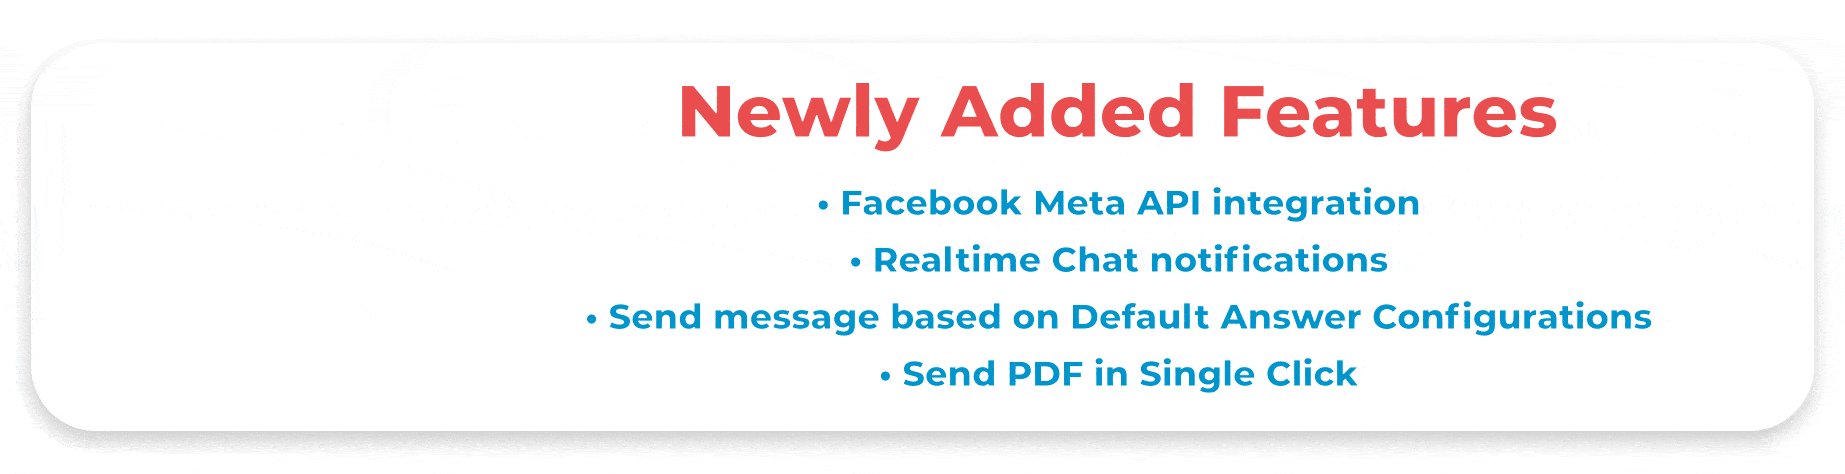 Newly Added Features
• Facebook Meta API integration
• Realtime Chat notifications
• Send message based on Default Answer Configurations
• Send PDF in Single Click